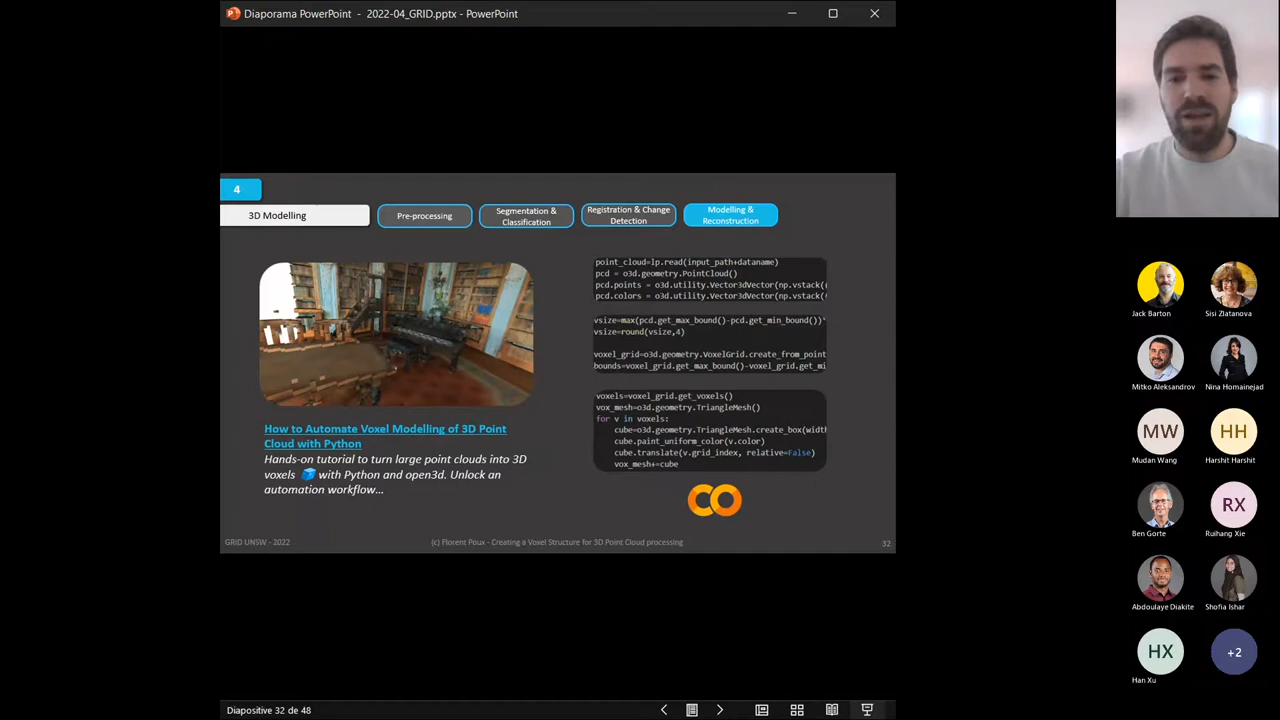 Diaporama PowerPoint - 2022-04_GRID.pptx - PowerPoint
4
3D Modelling
Pre-processing
Segmentation &
Classification
Registration & Change
Detection
Modelling &
Reconstruction
point_cloud=lp.read(input_path+dataname)
pcd = o3d.geometry.PointCloud()
pcd.points = o3d.utility.Vector3dVector(np.vstack((
pcd.colors = o3d.utility.Vector3dVector(np.vstack((
vsize=max(pcd.get_max_bound()-pcd.get_min_bound())*
vsize=round(vsize,4)
voxel_grid=o3d.geometry.VoxelGrid.create_from_point
bounds=voxel_grid.get_max_bound()-voxel_grid.get_mi
voxels=voxel_grid.get_voxels()
vox_mesh=o3d.geometry.TriangleMesh()
for v in voxels:
cube=o3d.geometry.TriangleMesh.create_box(width
cube.paint_uniform_color(v.color)
cube.translate(v.grid_index, relative=False)
vox_mesh+=cube
How to Automate Voxel Modelling of 3D Point
Cloud with Python
Hands-on tutorial to turn large point clouds into 3D
voxels with Python and open3d. Unlock an
automation workflow...
GRID UNSW - 2022
(c) Florent Poux - Creating a Voxel Structure for 3D Point Cloud processing
32
Diapositive 32 de 48
Jack Barton
Sisi Zlatanova
Mitko Aleksandrov
Nina Homainejad
MW
HH
Mudan Wang
Harshit Harshit
RX
Ben Gorte
Ruihang Xie
Abdoulaye Diakite
Shofia Ishar
HX
+2
Han Xu